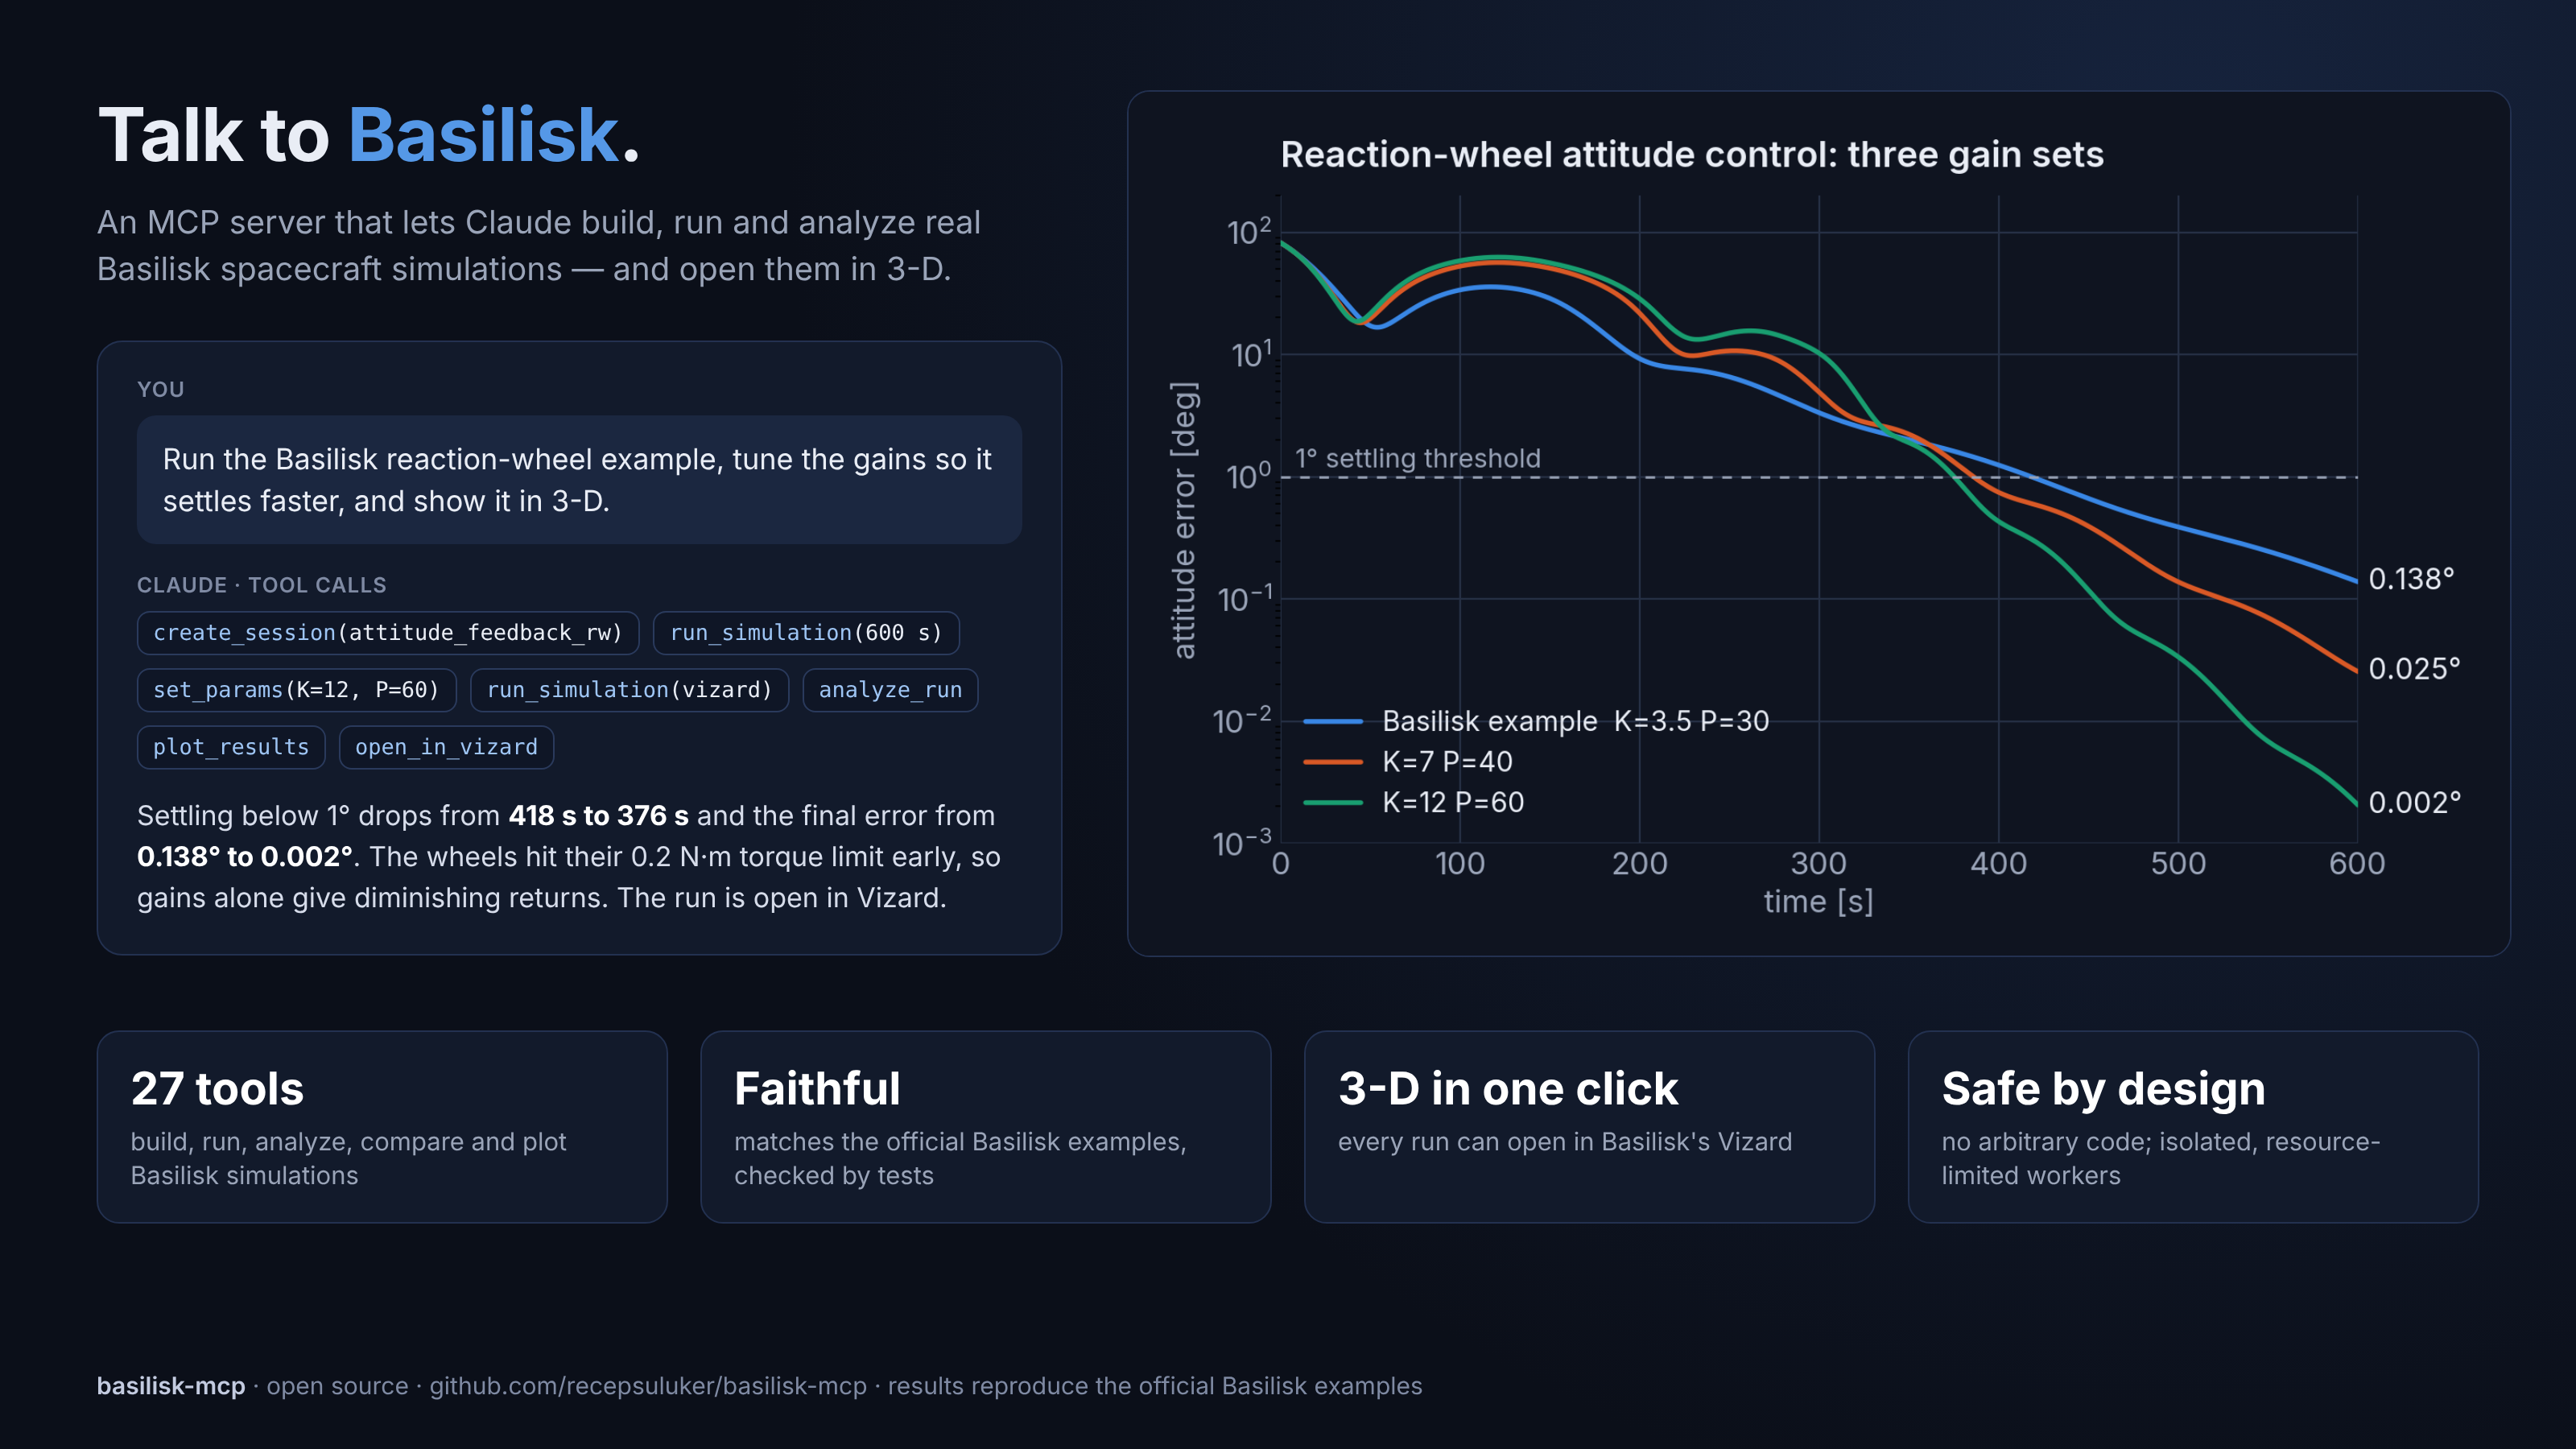 Talk to Basilisk.
An MCP server that lets Claude build, run and analyze real
Basilisk spacecraft simulations — and open them in 3-D.
YOU
Run the Basilisk reaction-wheel example, tune the gains so it
settles faster, and show it in 3-D.
CLAUDE · TOOL CALLS
create_session(attitude_feedback_rw) run_simulation(600 s)
set_params(K=12, P=60) run_simulation(vizard) analyze_run
plot_results open_in_vizard
Settling below 1° drops from 418 s to 376 s and the final error from
0.138° to 0.002°. The wheels hit their 0.2 N·m torque limit early, so
gains alone give diminishing returns. The run is open in Vizard.
Reaction-wheel attitude control: three gain sets
attitude error [deg]
10²
10¹
10⁰
10⁻¹
10⁻²
10⁻³
1° settling threshold
Basilisk example K=3.5 P=30
K=7 P=40
K=12 P=60
0.138°
0.025°
0.002°
0 100 200 300 400 500 600
time [s]
27 tools
build, run, analyze, compare and plot
Basilisk simulations
Faithful
matches the official Basilisk examples,
checked by tests
3-D in one click
every run can open in Basilisk's Vizard
Safe by design
no arbitrary code; isolated, resource-
limited workers
basilisk-mcp · open source · github.com/recepsuluker/basilisk-mcp · results reproduce the official Basilisk examples